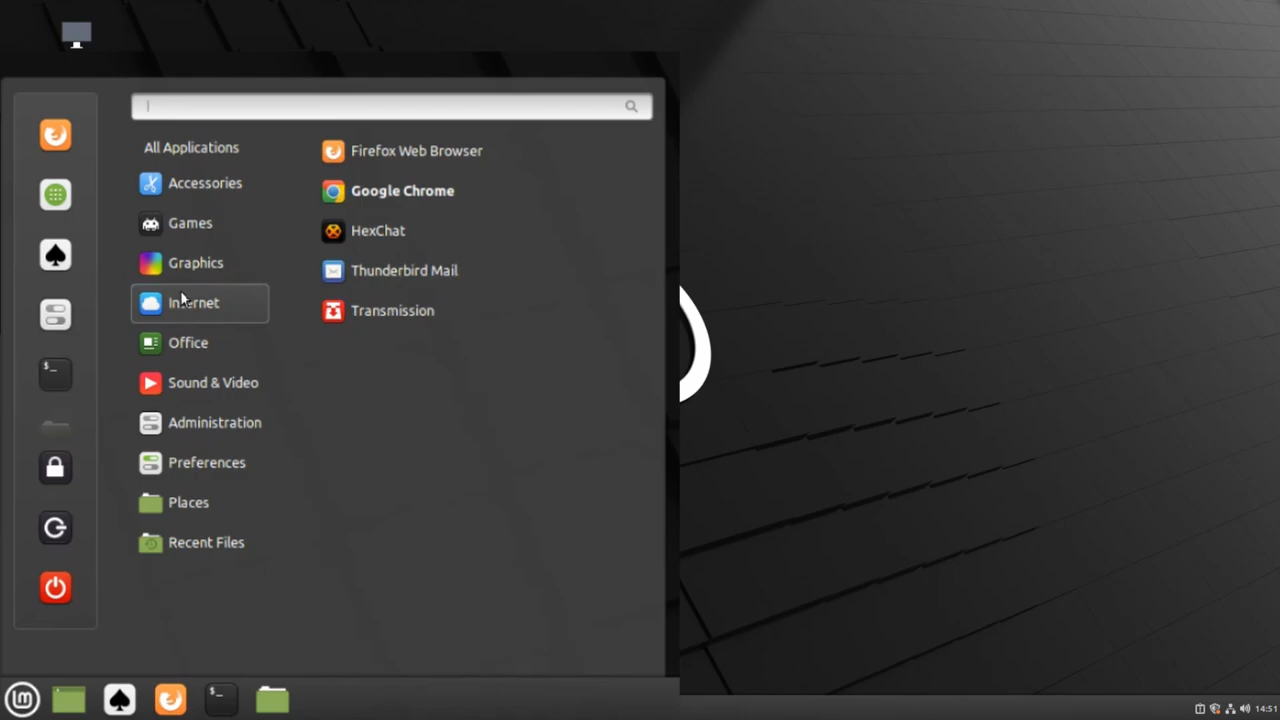 All Applications
Accessories
Games
Graphics
Internet
Office
Sound & Video
Administration
Preferences
Places
Recent Files
Firefox Web Browser
Google Chrome
HexChat
Thunderbird Mail
Transmission
$_
lm
$_
14:51